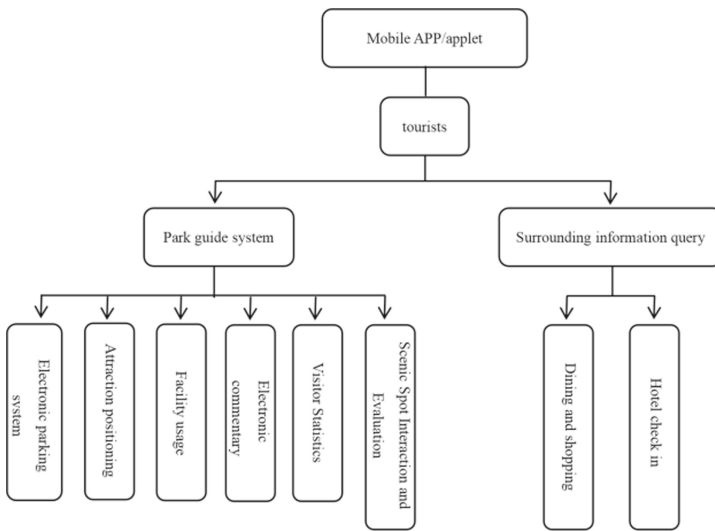 Mobile APP/applet
tourists
Park guide system
Surrounding information query
Electronic parking
system
Attraction positioning
Facility usage
Electronic
commentary
Visitor Statistics
Scenic Spot Interaction and
Evaluation
Dining and shopping
Hotel check in